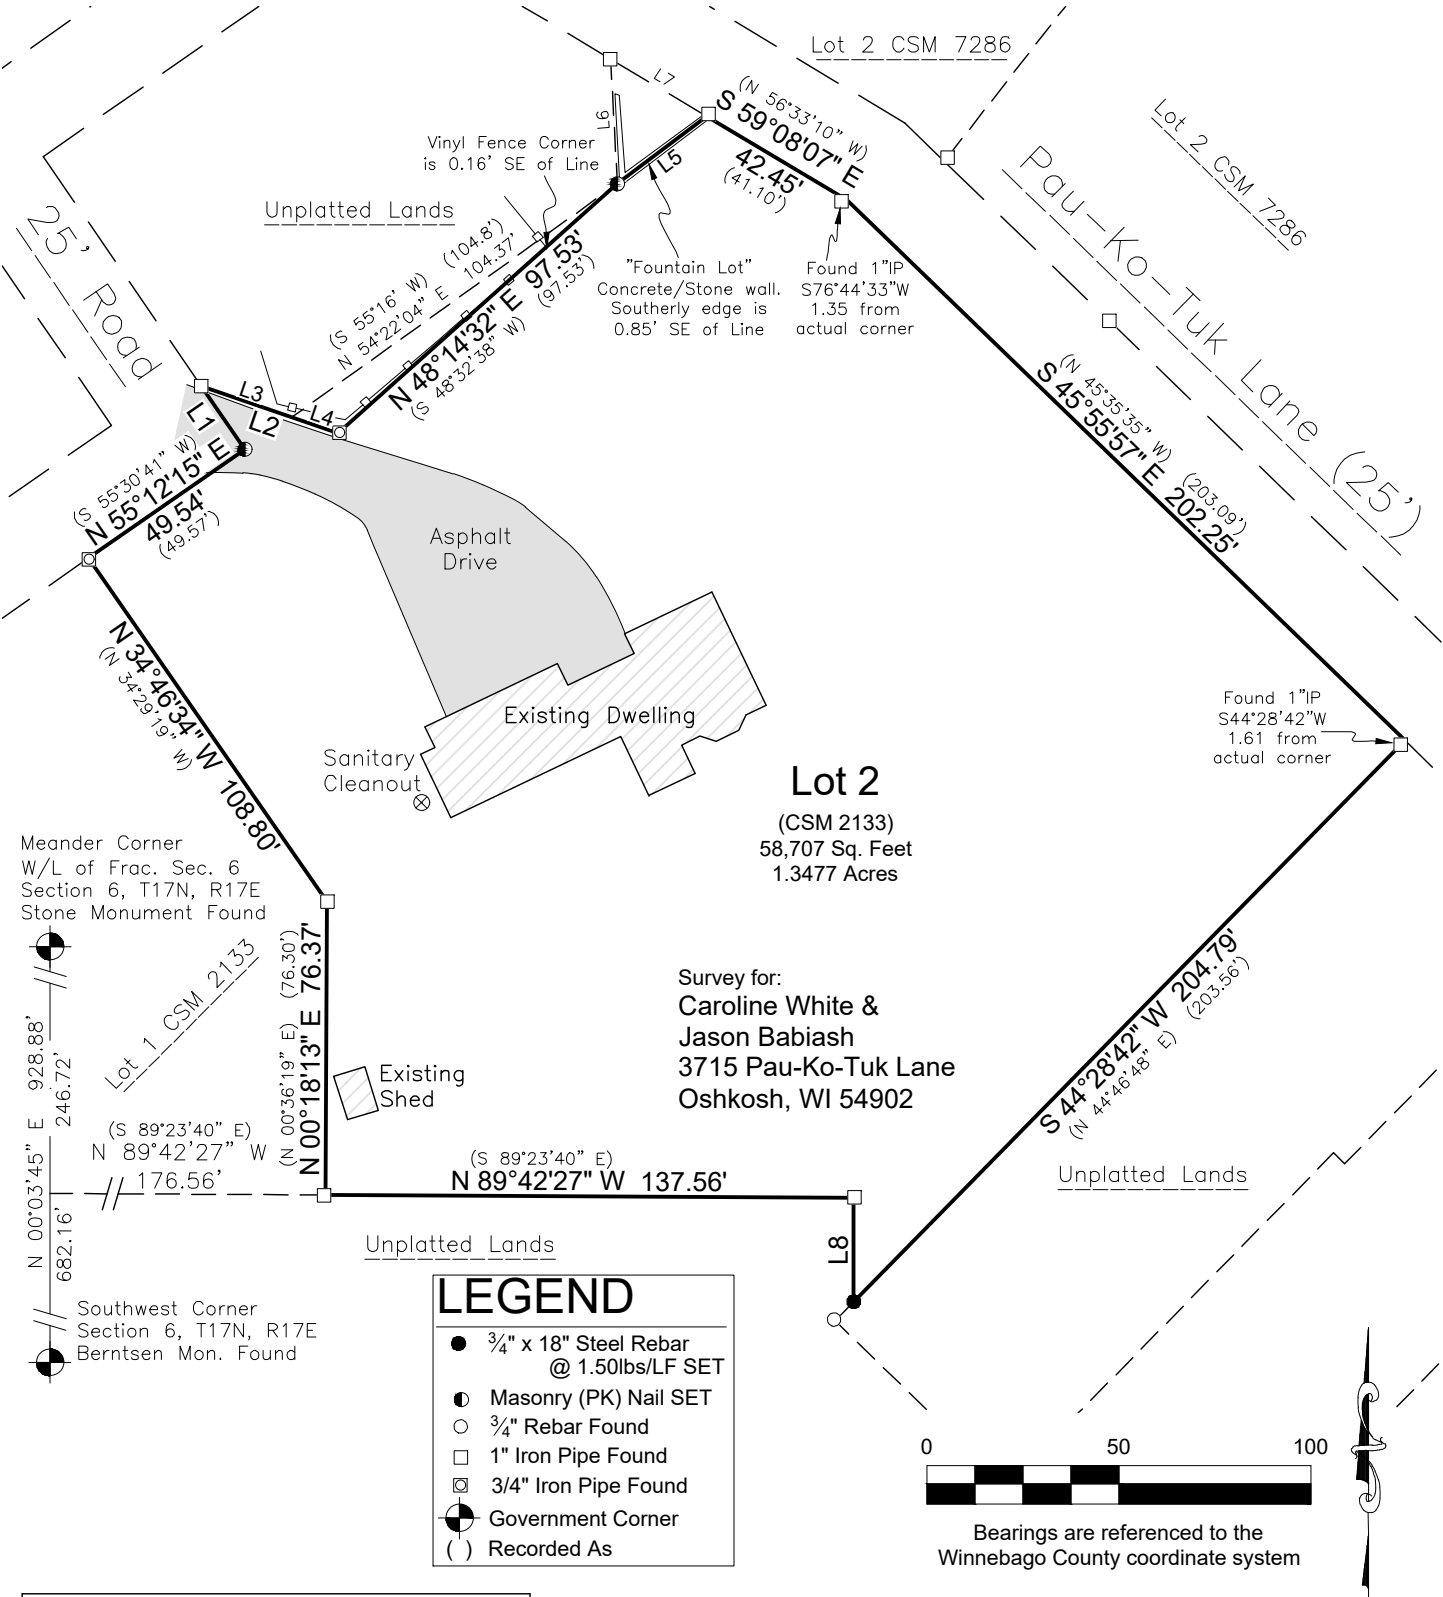 Lot 2 CSM 7286
Lot 2 CSM 7286
Pau-Ko-Tuk Lane (25')
25' Road
L7
L6
L5
(N 56°33'10" W)
S 59°08'07" E
42.45'
(41.10')
Vinyl Fence Corner
is 0.16' SE of Line
Unplatted Lands
"Fountain Lot"
Concrete/Stone wall.
Southerly edge is
0.85' SE of Line
Found 1"IP
S76°44'33"W
1.35 from
actual corner
(S 55°16' W) (104.8')
N 54°22'04" E 104.37'
N 48°14'32" E 97.53'
(S 48°32'38" W) (97.53')
(N 45°35'35" W) (203.09')
S 45°55'57" E 202.25'
L3
L4
L1
L2
(S 55°30'41" W)
N 55°12'15" E
49.54'
(49.57')
Asphalt
Drive
N 34°46'34" W 108.80'
(N 34°29'19" W)
Existing Dwelling
Sanitary
Cleanout
Found 1"IP
S44°28'42"W
1.61 from
actual corner
Lot 2
(CSM 2133)
58,707 Sq. Feet
1.3477 Acres
Meander Corner
W/L of Frac. Sec. 6
Section 6, T17N, R17E
Stone Monument Found
Lot 1 CSM 2133
N 00°03'45" E 928.88'
246.72'
682.16'
(N 00°36'19" E) (76.30')
N 00°18'13" E 76.37'
Survey for:
Caroline White &
Jason Babiash
3715 Pau-Ko-Tuk Lane
Oshkosh, WI 54902
Existing
Shed
S 44°28'42" W 204.79'
(N 44°46'48" E) (203.56')
(S 89°23'40" E)
N 89°42'27" W
176.56'
(S 89°23'40" E)
N 89°42'27" W 137.56'
Unplatted Lands
L8
Unplatted Lands
Southwest Corner
Section 6, T17N, R17E
Berntsen Mon. Found
LEGEND
3/4" x 18" Steel Rebar
@ 1.50lbs/LF SET
Masonry (PK) Nail SET
3/4" Rebar Found
1" Iron Pipe Found
3/4" Iron Pipe Found
Government Corner
( ) Recorded As
0 50 100
Bearings are referenced to the
Winnebago County coordinate system